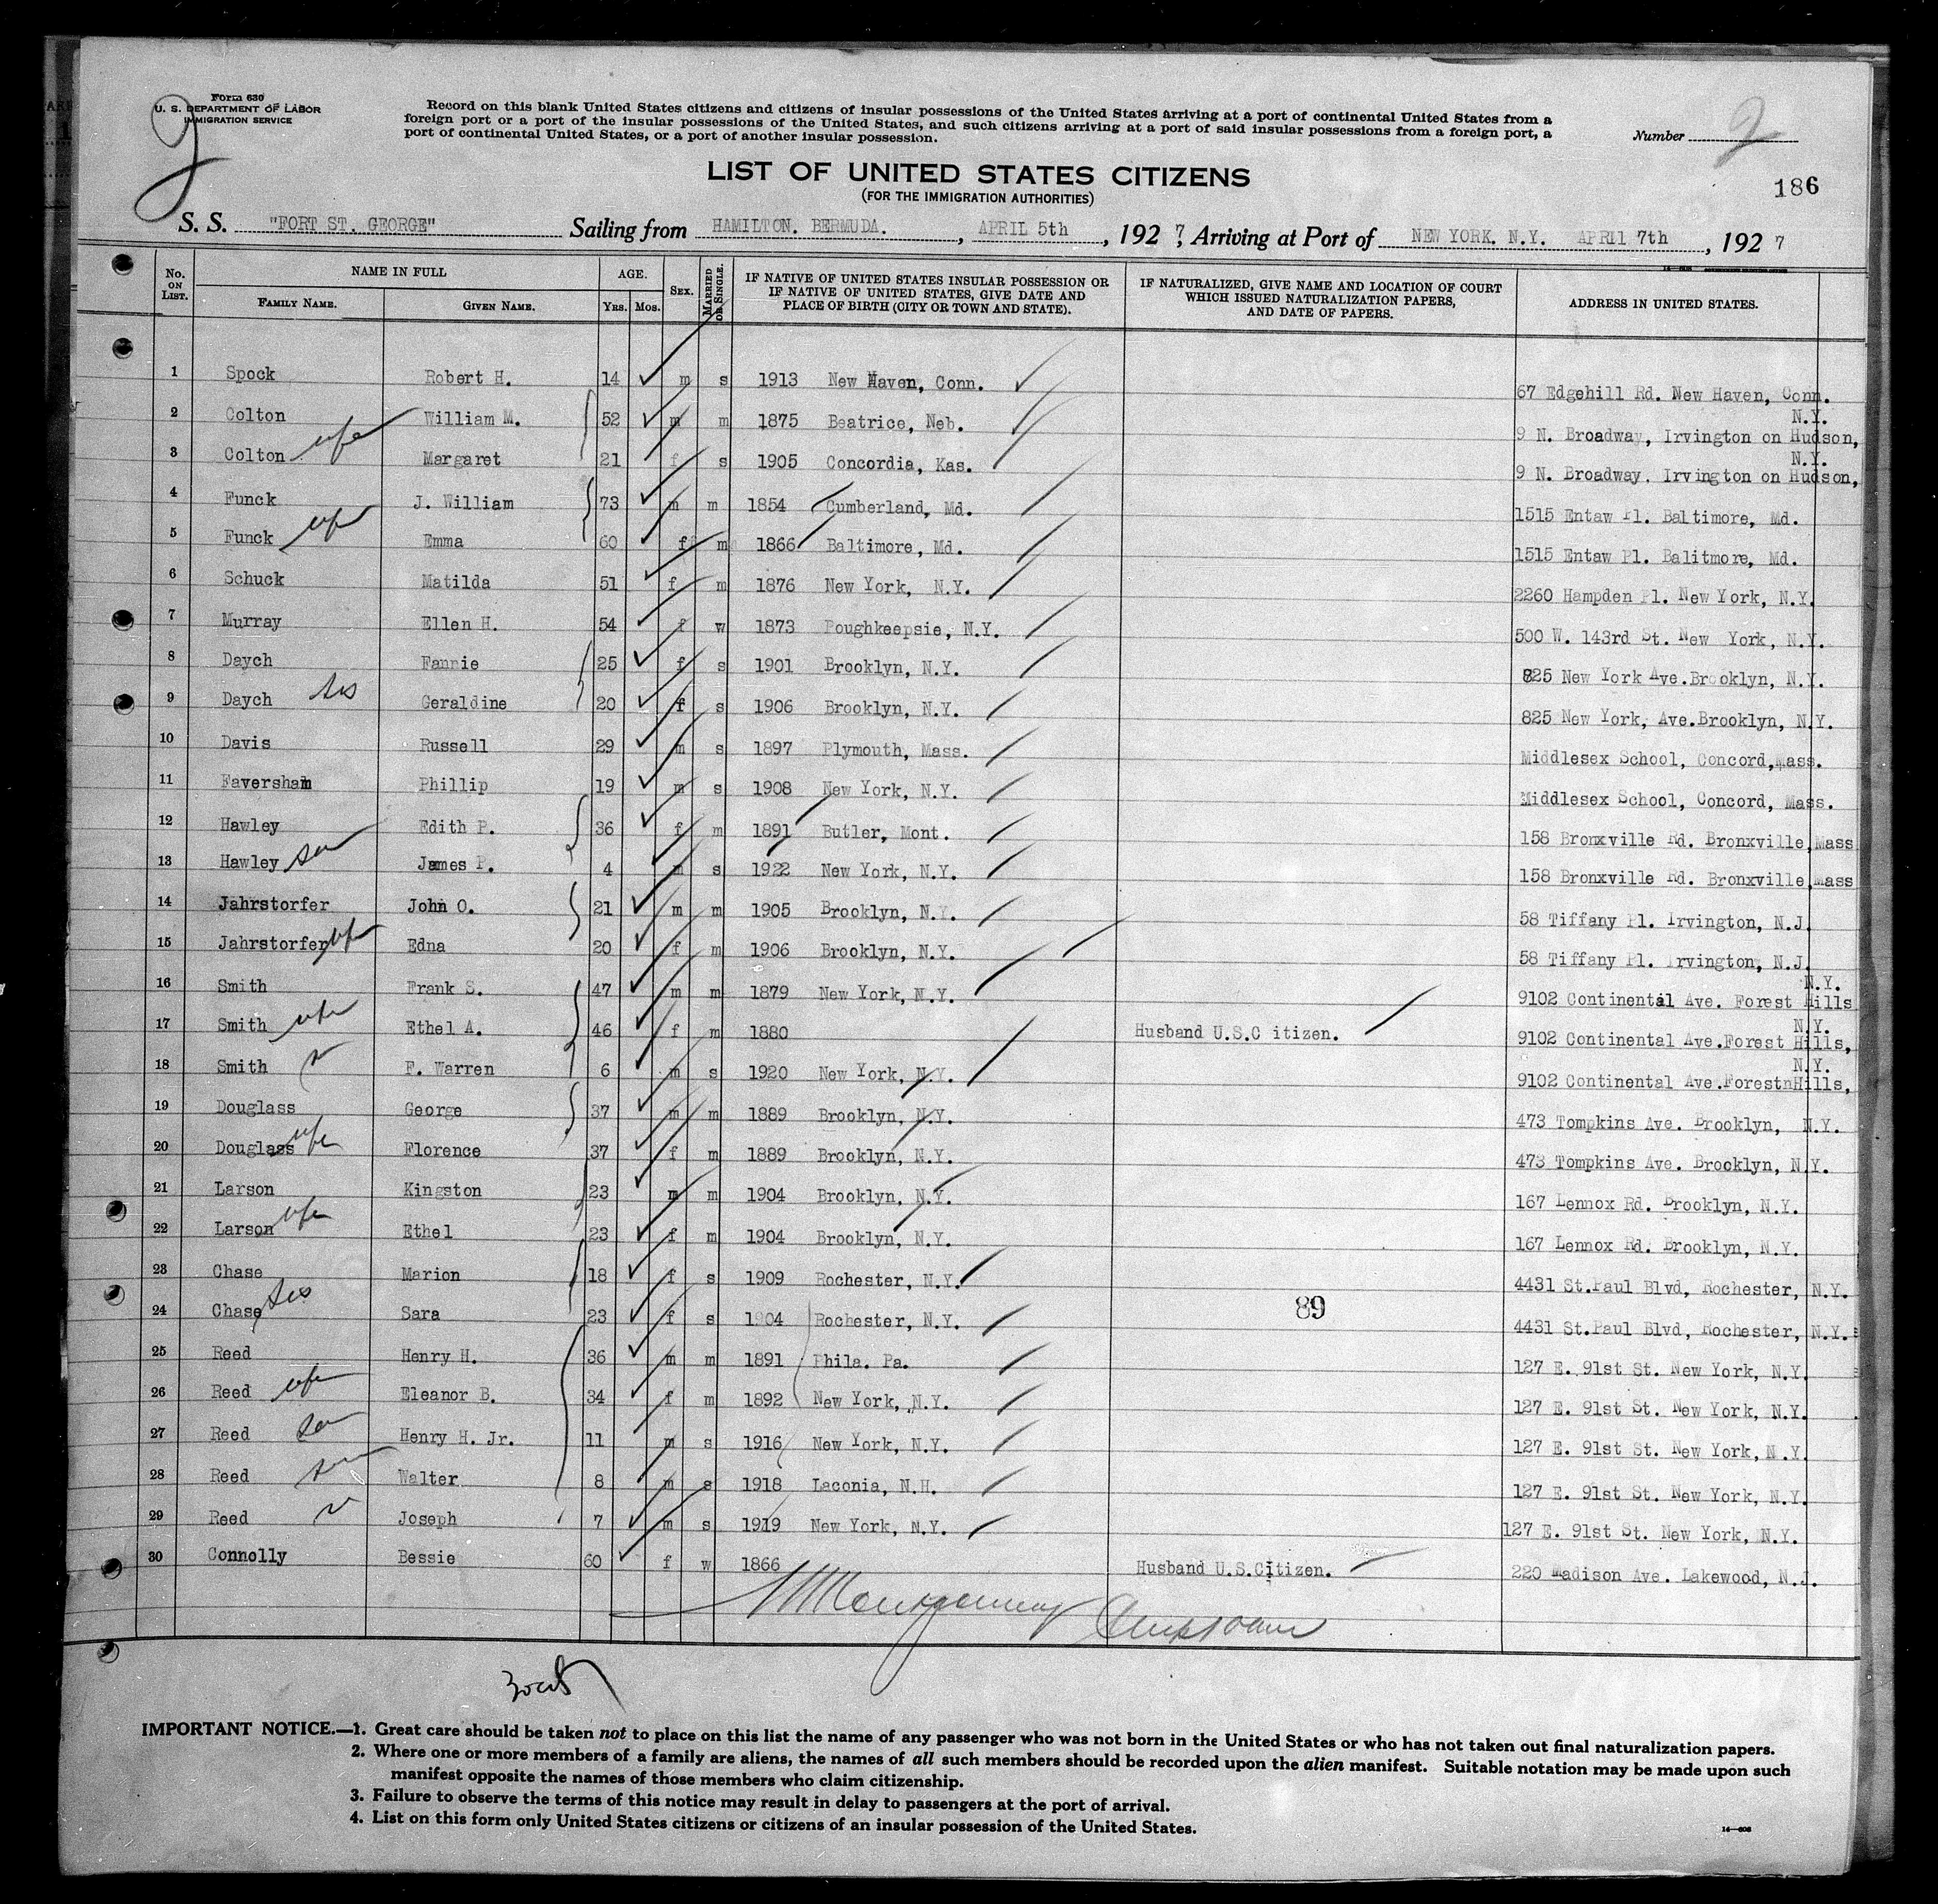 Form 630
U. S. DEPARTMENT OF LABOR
IMMIGRATION SERVICE
Record on this blank United States citizens and citizens of insular possessions of the United States arriving at a port of continental United States from a
foreign port or a port of the insular possessions of the United States, and such citizens arriving at a port of said insular possessions from a foreign port, a
port of continental United States, or a port of another insular possession.
Number 2
LIST OF UNITED STATES CITIZENS
(FOR THE IMMIGRATION AUTHORITIES)
186
S. S. "FORT ST. GEORGE" Sailing from HAMILTON. BERMUDA. , APRIL 5th , 1927, Arriving at Port of NEW YORK. N.Y. APRIl 7th , 1927
No. ON LIST. NAME IN FULL FAMILY NAME. GIVEN NAME. AGE. Yrs. Mos. SEX. MARRIED OR SINGLE. IF NATIVE OF UNITED STATES INSULAR POSSESSION OR IF NATIVE OF UNITED STATES, GIVE DATE AND PLACE OF BIRTH (CITY OR TOWN AND STATE). IF NATURALIZED, GIVE NAME AND LOCATION OF COURT WHICH ISSUED NATURALIZATION PAPERS, AND DATE OF PAPERS. ADDRESS IN UNITED STATES.
1 Spock Robert H. 14 m s 1913 New Haven, Conn. 67 Edgehill Rd. New Haven, Conn.
2 Colton William M. 52 m m 1875 Beatrice, Neb. 9 N. Broadway, Irvington on Hudson, N.Y.
3 Colton wife Margaret 21 f s 1905 Concordia, Kas. 9 N. Broadway. Irvington on Hudson, N.Y.
4 Funck J. William 73 m m 1854 Cumberland, Md. 1515 Entaw Pl. Baltimore, Md.
5 Funck wife Emma 60 f m 1866 Baltimore, Md. 1515 Entaw Pl. Balitmore, Md.
6 Schuck Matilda 51 f m 1876 New York, N.Y. 2260 Hampden Pl. New York, N.Y.
7 Murray Ellen H. 54 f w 1873 Poughkeepsie, N.Y. 500 W. 143rd St. New York, N.Y.
8 Daych Fannie 25 f s 1901 Brooklyn, N.Y. 825 New York Ave.Brooklyn, N.Y.
9 Daych sis Geraldine 20 f s 1906 Brooklyn, N.Y. 825 New York, Ave.Brooklyn, N.Y.
10 Davis Russell 29 m s 1897 Plymouth, Mass. Middlesex School, Concord,mass.
11 Faversham Phillip 19 m s 1908 New York, N.Y. Middlesex School, Concord, Mass.
12 Hawley Edith P. 36 f m 1891 Butler, Mont. 158 Bronxville Rd. Bronxville,Mass
13 Hawley son James P. 4 m s 1922 New York, N.Y. 158 Bronxville Rd. Bronxville,Mass
14 Jahrstorfer John O. 21 m m 1905 Brooklyn, N.Y. 58 Tiffany Pl. Irvington, N.J.
15 Jahrstorfer wife Edna 20 f m 1906 Brooklyn, N.Y. 58 Tiffany Pl. Irvington, N.J.
16 Smith Frank S. 47 m m 1879 New York, N.Y. 9102 Continental Ave. Forest Hills N.Y.
17 Smith wife Ethel A. 46 f m 1880 Husband U.S.C itizen. 9102 Continental Ave.Forest Hills, N.Y.
18 Smith F. Warren 6 m s 1920 New York, N.Y. 9102 Continental Ave.ForestnHills, N.Y.
19 Douglass George 37 m m 1889 Brooklyn, N.Y. 473 Tompkins Ave. Brooklyn, N.Y.
20 Douglass wife Florence 37 f m 1889 Brooklyn, N.Y. 473 Tompkins Ave. Brooklyn, N.Y.
21 Larson Kingston 23 m m 1904 Brooklyn, N.Y. 167 Lennox Rd. Brooklyn, N.Y.
22 Larson wife Ethel 23 f m 1904 Brooklyn, N.Y. 167 Lennox Rd. Brooklyn, N.Y.
23 Chase Marion 18 f s 1909 Rochester, N.Y. 4431 St.Paul Blvd, Rochester, N.Y.
24 Chase sis Sara 23 f s 1904 Rochester, N.Y. 89 4431 St.Paul Blvd, Rochester, N.Y.
25 Reed Henry H. 36 m m 1891 Phila. Pa. 127 E. 91st St. New York, N.Y.
26 Reed wife Eleanor B. 34 f m 1892 New York, N.Y. 127 E. 91st St. New York, N.Y.
27 Reed son Henry H. Jr. 11 m s 1916 New York, N.Y. 127 E. 91st St. New York, N.Y.
28 Reed son Walter 8 m s 1918 Laconia, N.H. 127 E. 91st St. New York, N.Y.
29 Reed Joseph 7 m s 1919 New York, N.Y. 127 E. 91st St. New York, N.Y.
30 Connolly Bessie 60 f w 1866 Husband U.S.Citizen. 220 Madison Ave. Lakewood, N.J.
IMPORTANT NOTICE.—1. Great care should be taken not to place on this list the name of any passenger who was not born in the United States or who has not taken out final naturalization papers.
2. Where one or more members of a family are aliens, the names of all such members should be recorded upon the alien manifest. Suitable notation may be made upon such
manifest opposite the names of those members who claim citizenship.
3. Failure to observe the terms of this notice may result in delay to passengers at the port of arrival.
4. List on this form only United States citizens or citizens of an insular possession of the United States.
14—608